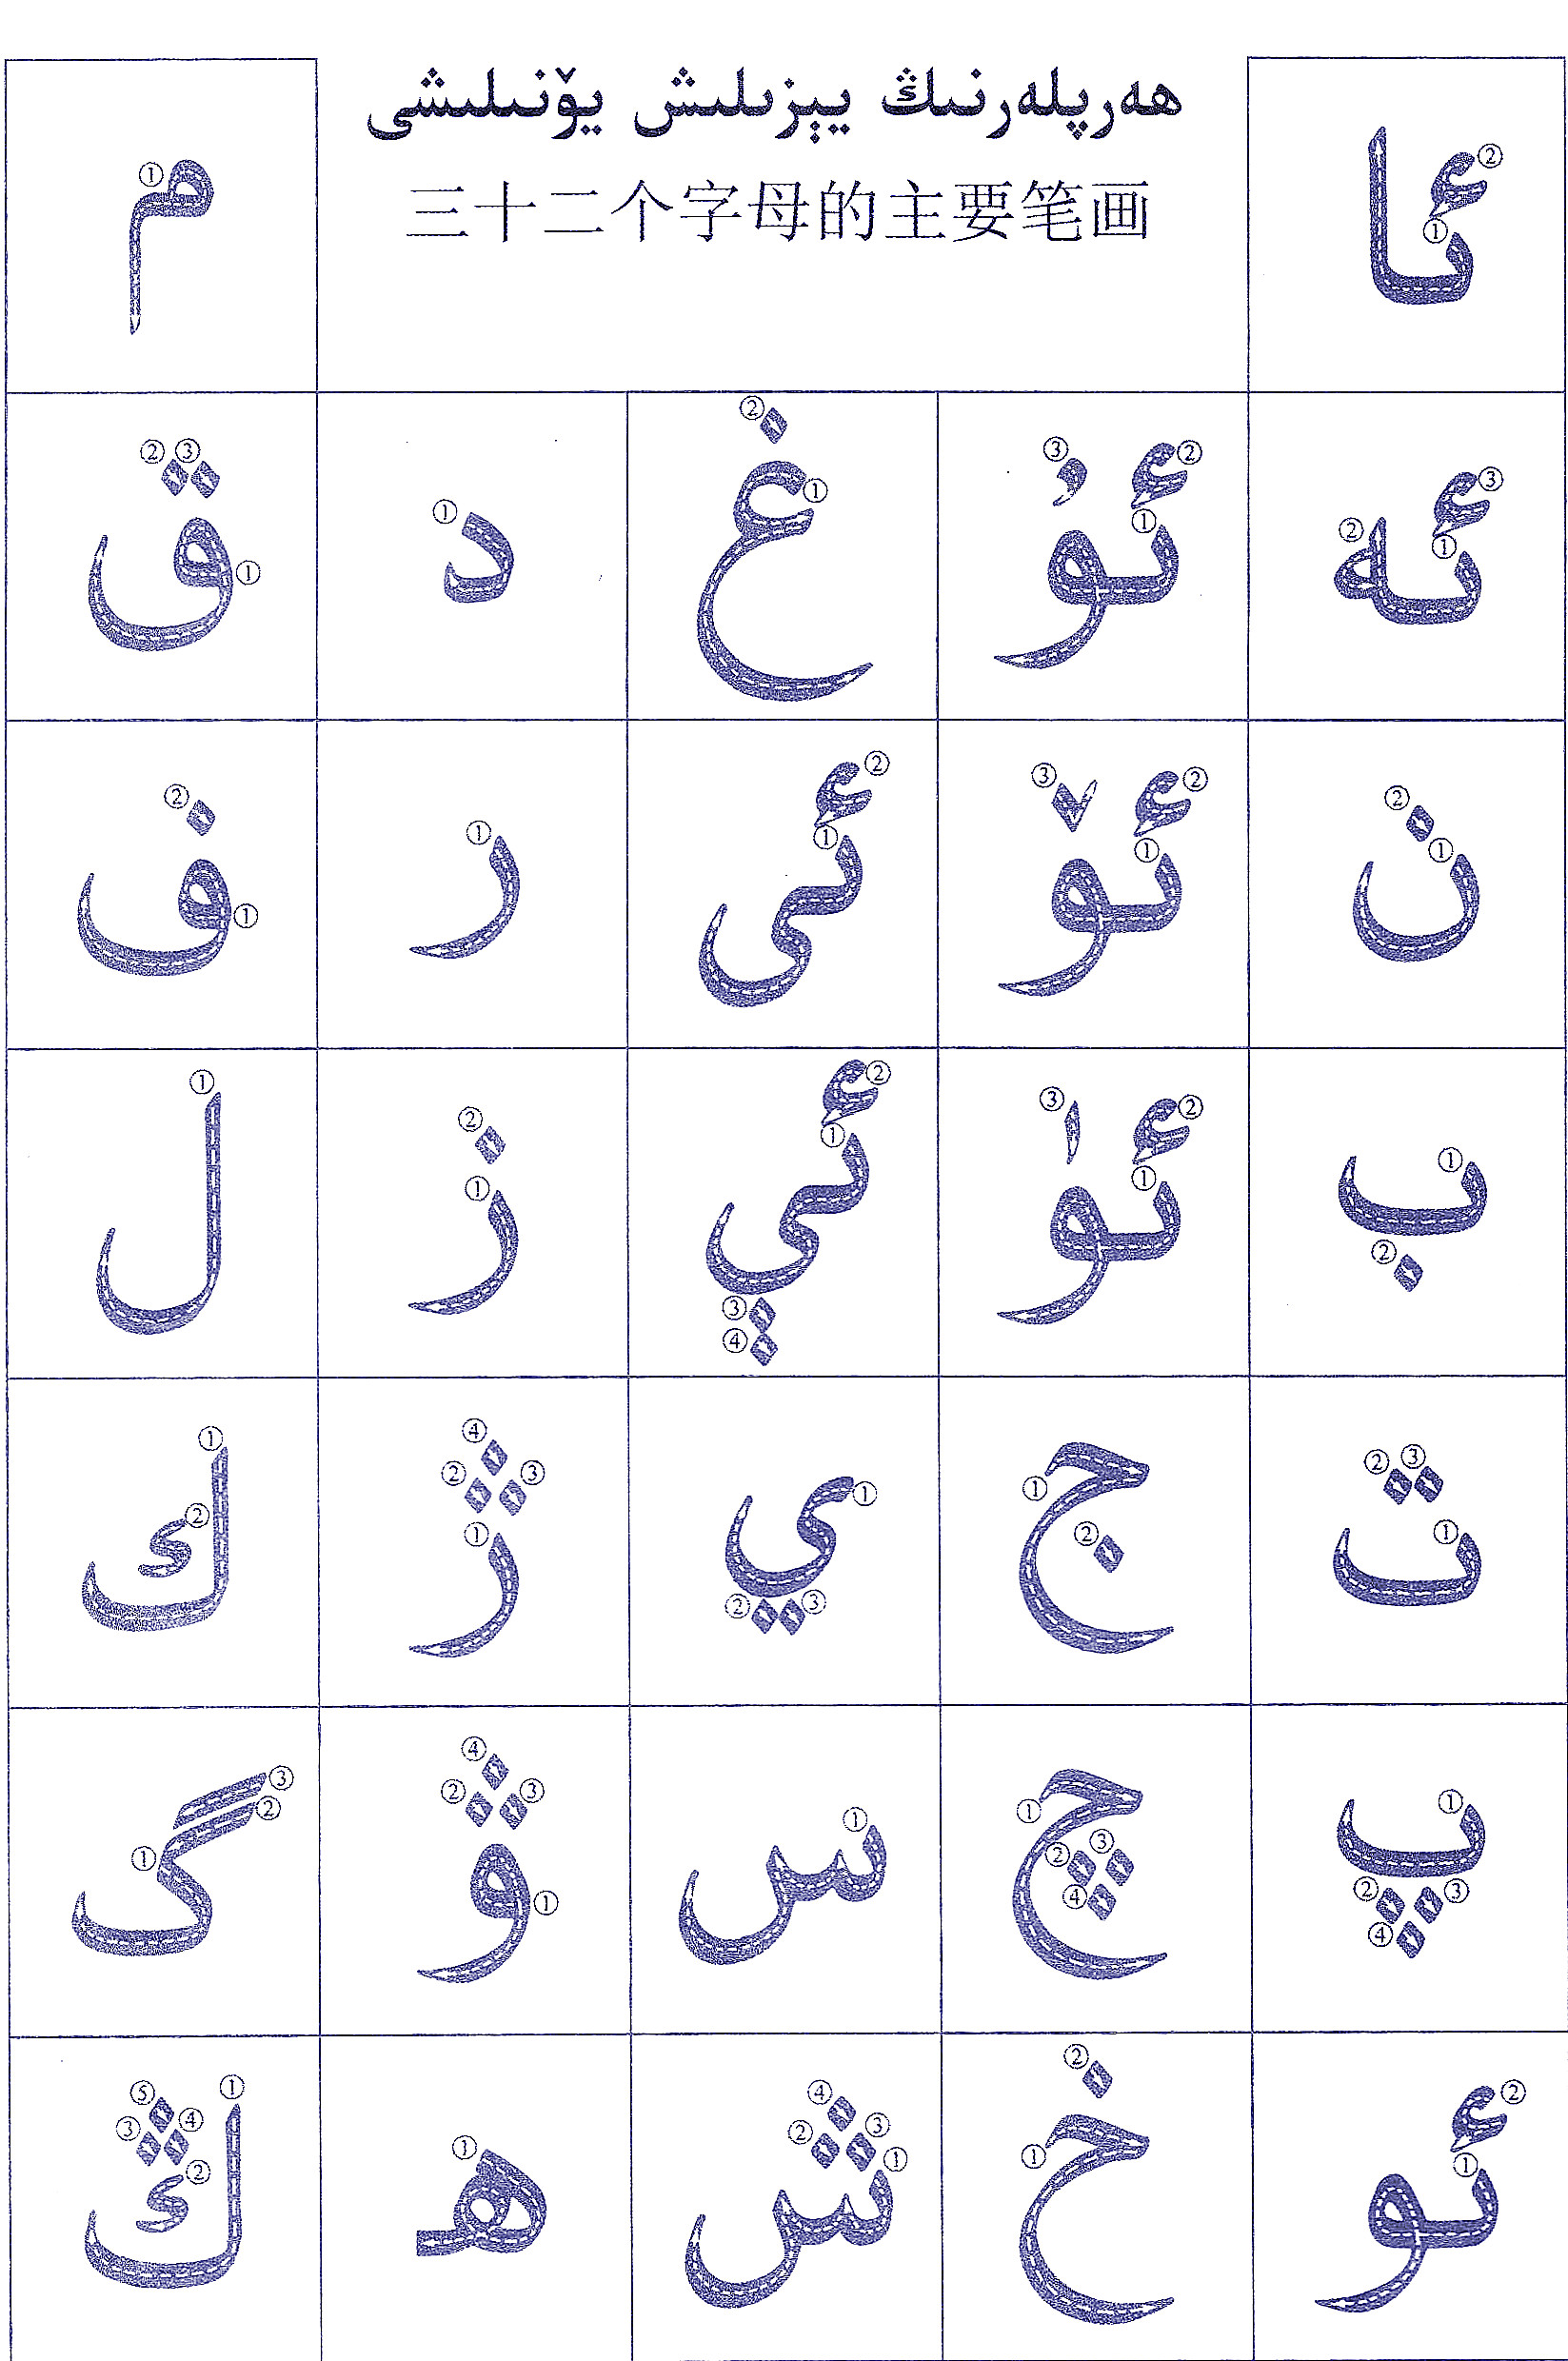 ھەرپلەرنىڭ يېزىلىش يۆنىلىشى
三十二个字母的主要笔画
ئا م
ئە ئۇ غ د ق
ن ئۆ ئى ر ف
ب ئۈ ئې ز ل
ت ج ي ژ ك
پ چ س ۋ گ
ئو خ ش ھ ڭ